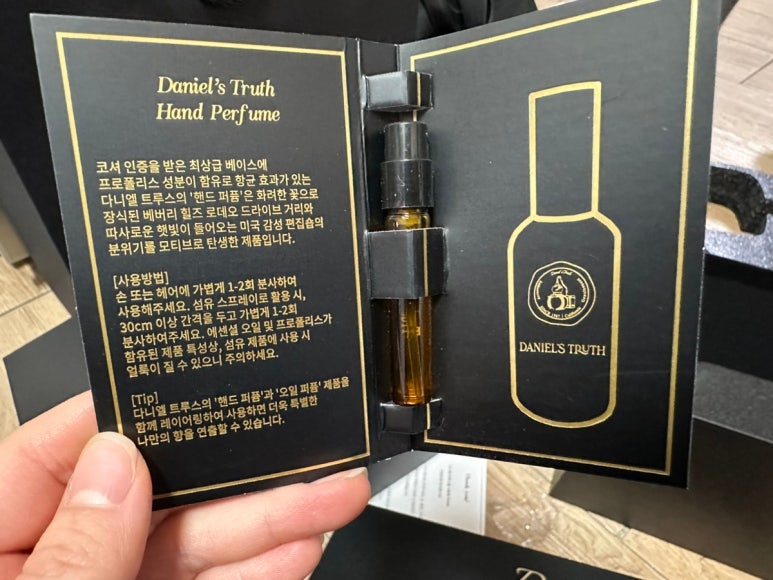 Daniel's Truth
Hand Perfume
코셔 인증을 받은 최상급 베이스에
프로폴리스 성분이 함유로 항균 효과가 있는
다니엘 트루스의 '핸드 퍼퓸'은 화려한 꽃으로
장식된 베버리 힐즈 로데오 드라이브 거리와
따사로운 햇빛이 들어오는 미국 감성 편집숍의
분위기를 모티브로 탄생한 제품입니다.
[사용방법]
손 또는 헤어에 가볍게 1-2회 분사하여
사용해주세요. 섬유 스프레이로 활용 시,
30cm 이상 간격을 두고 가볍게 1-2회
분사하여주세요. 에센셜 오일 및 프로폴리스가
함유된 제품 특성상, 섬유 제품에 사용 시
얼룩이 질 수 있으니 주의하세요.
[Tip]
다니엘 트루스의 '핸드 퍼퓸'과 '오일 퍼퓸' 제품을
함께 레이어링하여 사용하면 더욱 특별한
나만의 향을 연출할 수 있습니다.
DANIEL'S TRUTH